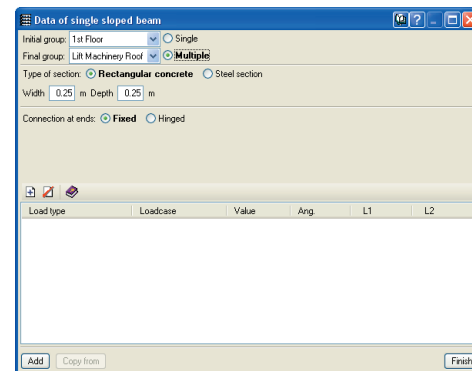 Data of single sloped beam
Initial group: 1st Floor Single
Final group: Lift Machinery Roof Multiple
Type of section: Rectangular concrete Steel section
Width 0.25 m Depth 0.25 m
Connection at ends: Fixed Hinged
Load type Loadcase Value Ang. L1 L2
Add Copy from Finish